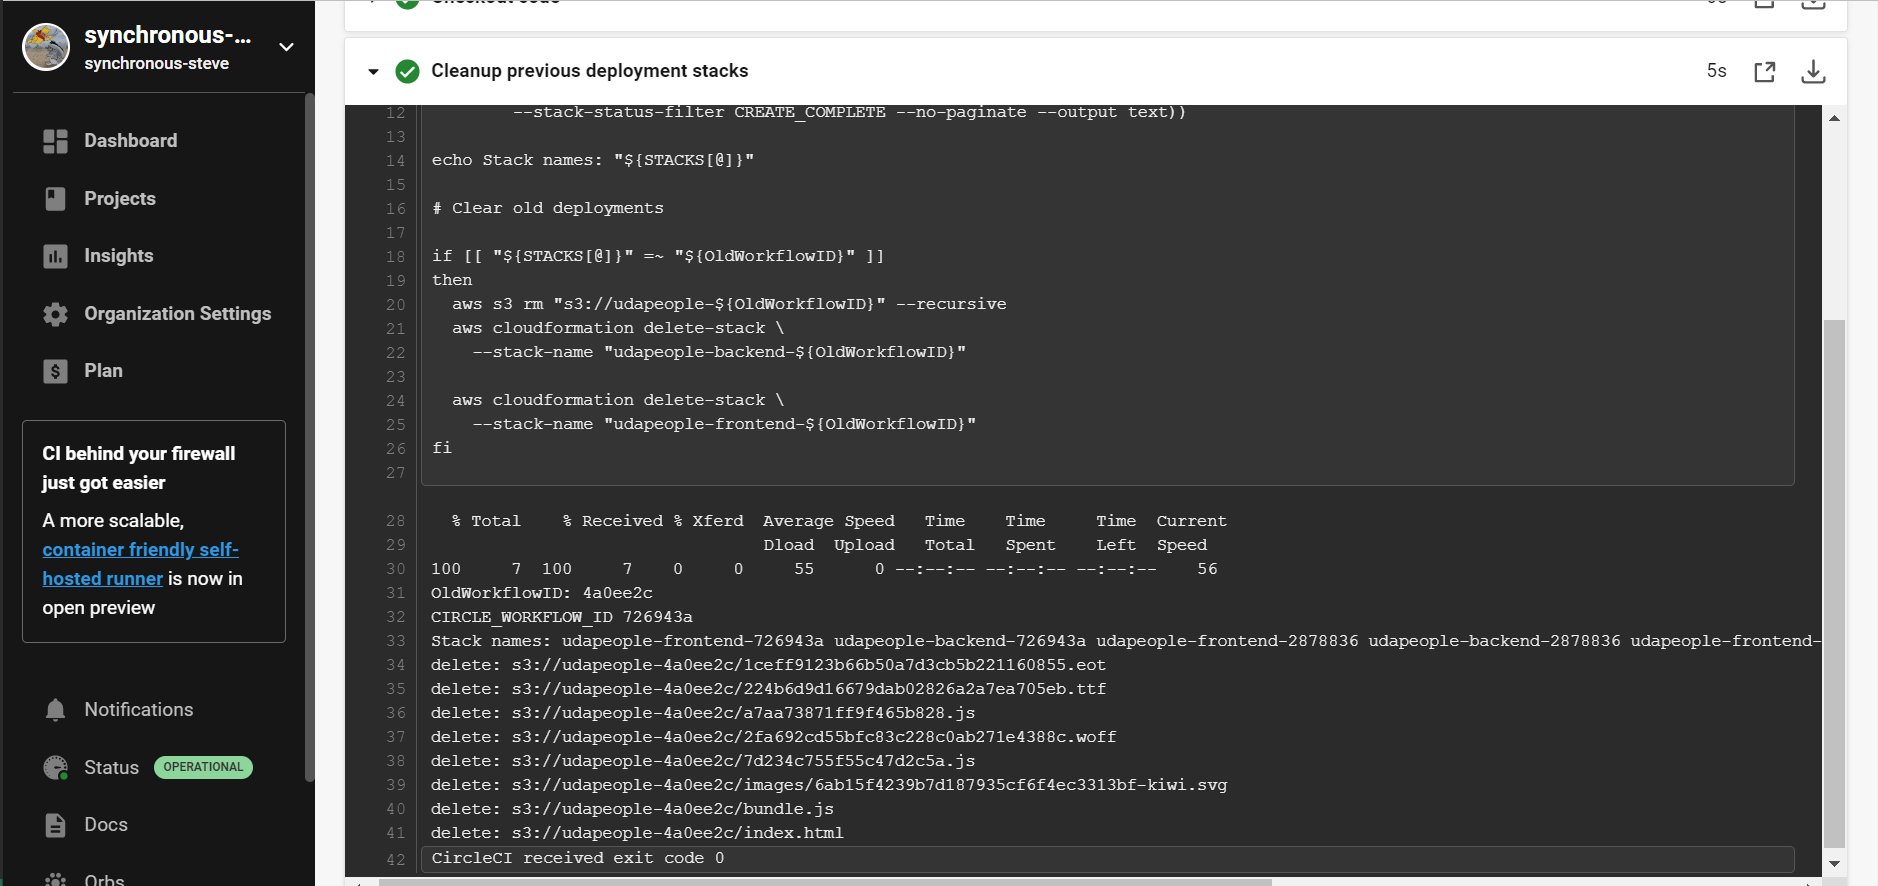 synchronous-...
synchronous-steve
Dashboard
Projects
Insights
Organization Settings
Plan
CI behind your firewall
just got easier
A more scalable,
container friendly self-
hosted runner is now in
open preview
Notifications
Status OPERATIONAL
Docs
Orbs
Checkout code
Cleanup previous deployment stacks 5s
12 --stack-status-filter CREATE_COMPLETE --no-paginate --output text))
13
14 echo Stack names: "${STACKS[@]}"
15
16 # Clear old deployments
17
18 if [[ "${STACKS[@]}" =~ "${OldWorkflowID}" ]]
19 then
20 aws s3 rm "s3://udapeople-${OldWorkflowID}" --recursive
21 aws cloudformation delete-stack \
22 --stack-name "udapeople-backend-${OldWorkflowID}"
23
24 aws cloudformation delete-stack \
25 --stack-name "udapeople-frontend-${OldWorkflowID}"
26 fi
27
28 % Total % Received % Xferd Average Speed Time Time Time Current
29 Dload Upload Total Spent Left Speed
30 100 7 100 7 0 0 55 0 --:--:-- --:--:-- --:--:-- 56
31 OldWorkflowID: 4a0ee2c
32 CIRCLE_WORKFLOW_ID 726943a
33 Stack names: udapeople-frontend-726943a udapeople-backend-726943a udapeople-frontend-2878836 udapeople-backend-2878836 udapeople-frontend-
34 delete: s3://udapeople-4a0ee2c/1ceff9123b66b50a7d3cb5b221160855.eot
35 delete: s3://udapeople-4a0ee2c/224b6d9d16679dab02826a2a7ea705eb.ttf
36 delete: s3://udapeople-4a0ee2c/a7aa73871ff9f465b828.js
37 delete: s3://udapeople-4a0ee2c/2fa692cd55bfc83c228c0ab271e4388c.woff
38 delete: s3://udapeople-4a0ee2c/7d234c755f55c47d2c5a.js
39 delete: s3://udapeople-4a0ee2c/images/6ab15f4239b7d187935cf6f4ec3313bf-kiwi.svg
40 delete: s3://udapeople-4a0ee2c/bundle.js
41 delete: s3://udapeople-4a0ee2c/index.html
42 CircleCI received exit code 0